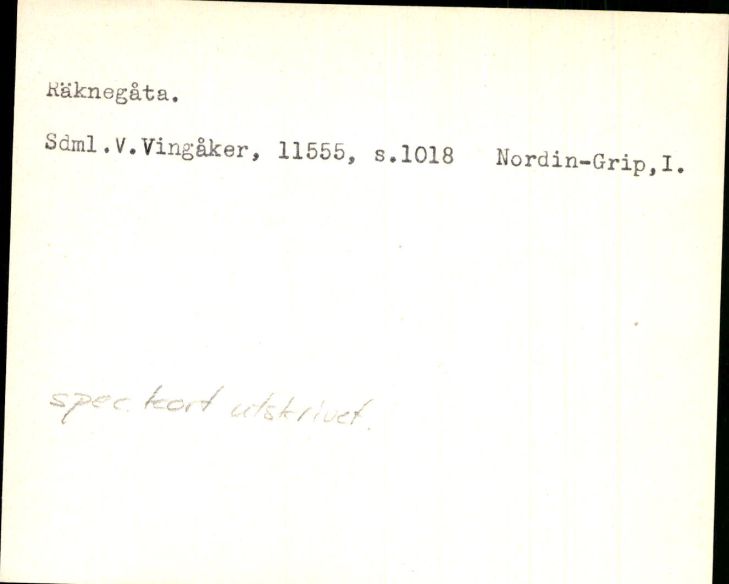 Räknegåta.
Sdml.V.Vingåker, 11555, s.1018 Nordin-Grip,I.
spec. kort utskrivet.